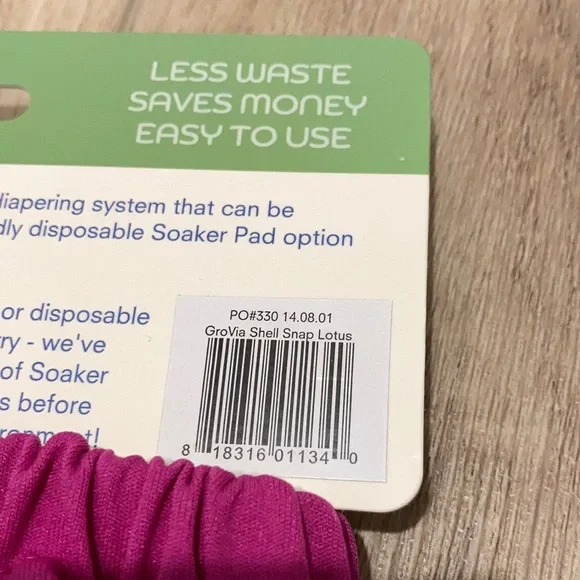 LESS WASTE
SAVES MONEY
EASY TO USE
diapering system that can be
dly disposable Soaker Pad option
or disposable
ry - we've
of Soaker
s before
PO#330 14.08.01
GroVia Shell Snap Lotus
8 18316 01134 0